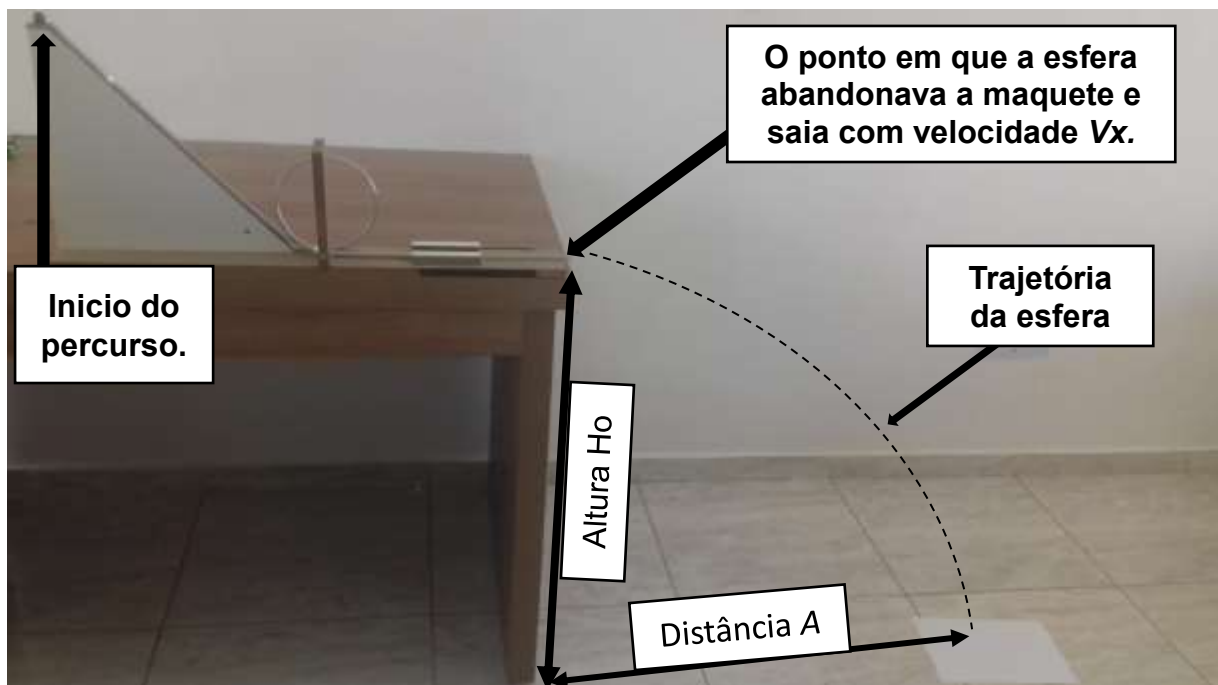 O ponto em que a esfera
abandonava a maquete e
saia com velocidade Vx.
Inicio do
percurso.
Trajetória
da esfera
Altura Ho
Distância A